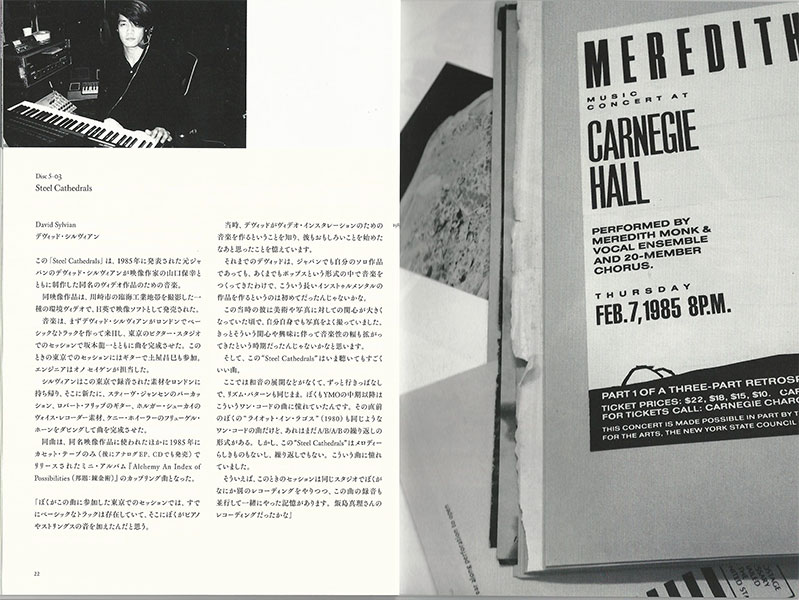 Disc 5-03
Steel Cathedrals
David Sylvian
デヴィッド・シルヴィアン
この「Steel Cathedrals」は、1985年に発表された元ジャ
パンのデヴィッド・シルヴィアンが映像作家の山口保幸と
ともに制作した同名のヴィデオ作品のための音楽。
同映像作品は、川崎市の臨海工業地帯を撮影した一
種の環境ヴィデオで、日英で映像ソフトとして発売された。
音楽は、まずデヴィッド・シルヴィアンがロンドンでベー
シックなトラックを作って来日し、東京のビクター・スタジオ
でのセッションで坂本龍一とともに曲を完成させた。この
ときの東京でのセッションにはギターで土屋昌巳も参加。
エンジニアはオノ セイゲンが担当した。
シルヴィアンはこの東京で録音された素材をロンドンに
持ち帰り、そこに新たに、スティーヴ・ジャンセンのパーカッ
ション、ロバート・フリップのギター、ホルガー・シューカイの
ヴォイス・レコーダー素材、ケニー・ホイーラーのフリューゲル・
ホーンをダビングして曲を完成させた。
同曲は、同名映像作品に使われたほかに1985年に
カセット・テープのみ(後にアナログEP、CDでも発売)で
リリースされたミニ・アルバム『Alchemy An Index of
Possibilities(邦題:錬金術)』のカップリング曲となった。
『ぼくがこの曲に参加した東京でのセッションでは、すで
にベーシックなトラックは存在していて、そこにぼくがピアノ
やストリングスの音を加えたんだと思う。
当時、デヴィッドがヴィデオ・インスタレーションのための
音楽を作るということを知り、彼もおもしろいことを始めた
なあと思ったことを憶えています。
それまでのデヴィッドは、ジャパンでも自分のソロ作品
であっても、あくまでもポップスという形式の中で音楽を
つくってきたわけで、こういう長いインストゥルメンタルの
作品を作るというのは初めてだったんじゃないかな。
この当時の彼は美術や写真に対しての関心が大きく
なっていた頃で、自分自身でも写真をよく撮っていました。
きっとそういう関心や興味に伴って音楽性の幅も拡がっ
てきたという時期だったんじゃないかなと思います。
そして、この“Steel Cathedrals”はいま聴いてもすごく
いい曲。
ここでは和音の展開などがなくて、ずっと行きっぱなし
で、リズム・パターンも同じまま。ぼくもYMOの中期以降は
こういうワン・コードの曲に憧れていたんです。その直前
のぼくの“ライオット・イン・ラゴス”(1980)も同じような
ワン・コードの曲だけど、あれはまだA/B/A/Bの繰り返しの
形式がある。しかし、この“Steel Cathedrals”はメロディー
らしきものもないし、繰り返しでもない。こういう曲に憧れ
ていました。
そういえば、このときのセッションは同じスタジオでぼくが
なにか別のレコーディングをやりつつ、この曲の録音も
並行して一緒にやった記憶があります。飯島真理さんの
レコーディングだったかな』
22
MEREDITH
MUSIC
CONCERT AT
CARNEGIE
HALL
PERFORMED BY
MEREDITH MONK &
VOCAL ENSEMBLE
AND 20-MEMBER
CHORUS.
THURSDAY
FEB. 7, 1985 8P.M.
PART 1 OF A THREE-PART RETROSP
TICKET PRICES: $22, $18, $15, $10. CAR
FOR TICKETS CALL: CARNEGIE CHARG
THIS CONCERT IS MADE POSSIBLE IN PART BY T
FOR THE ARTS, THE NEW YORK STATE COUNCIL